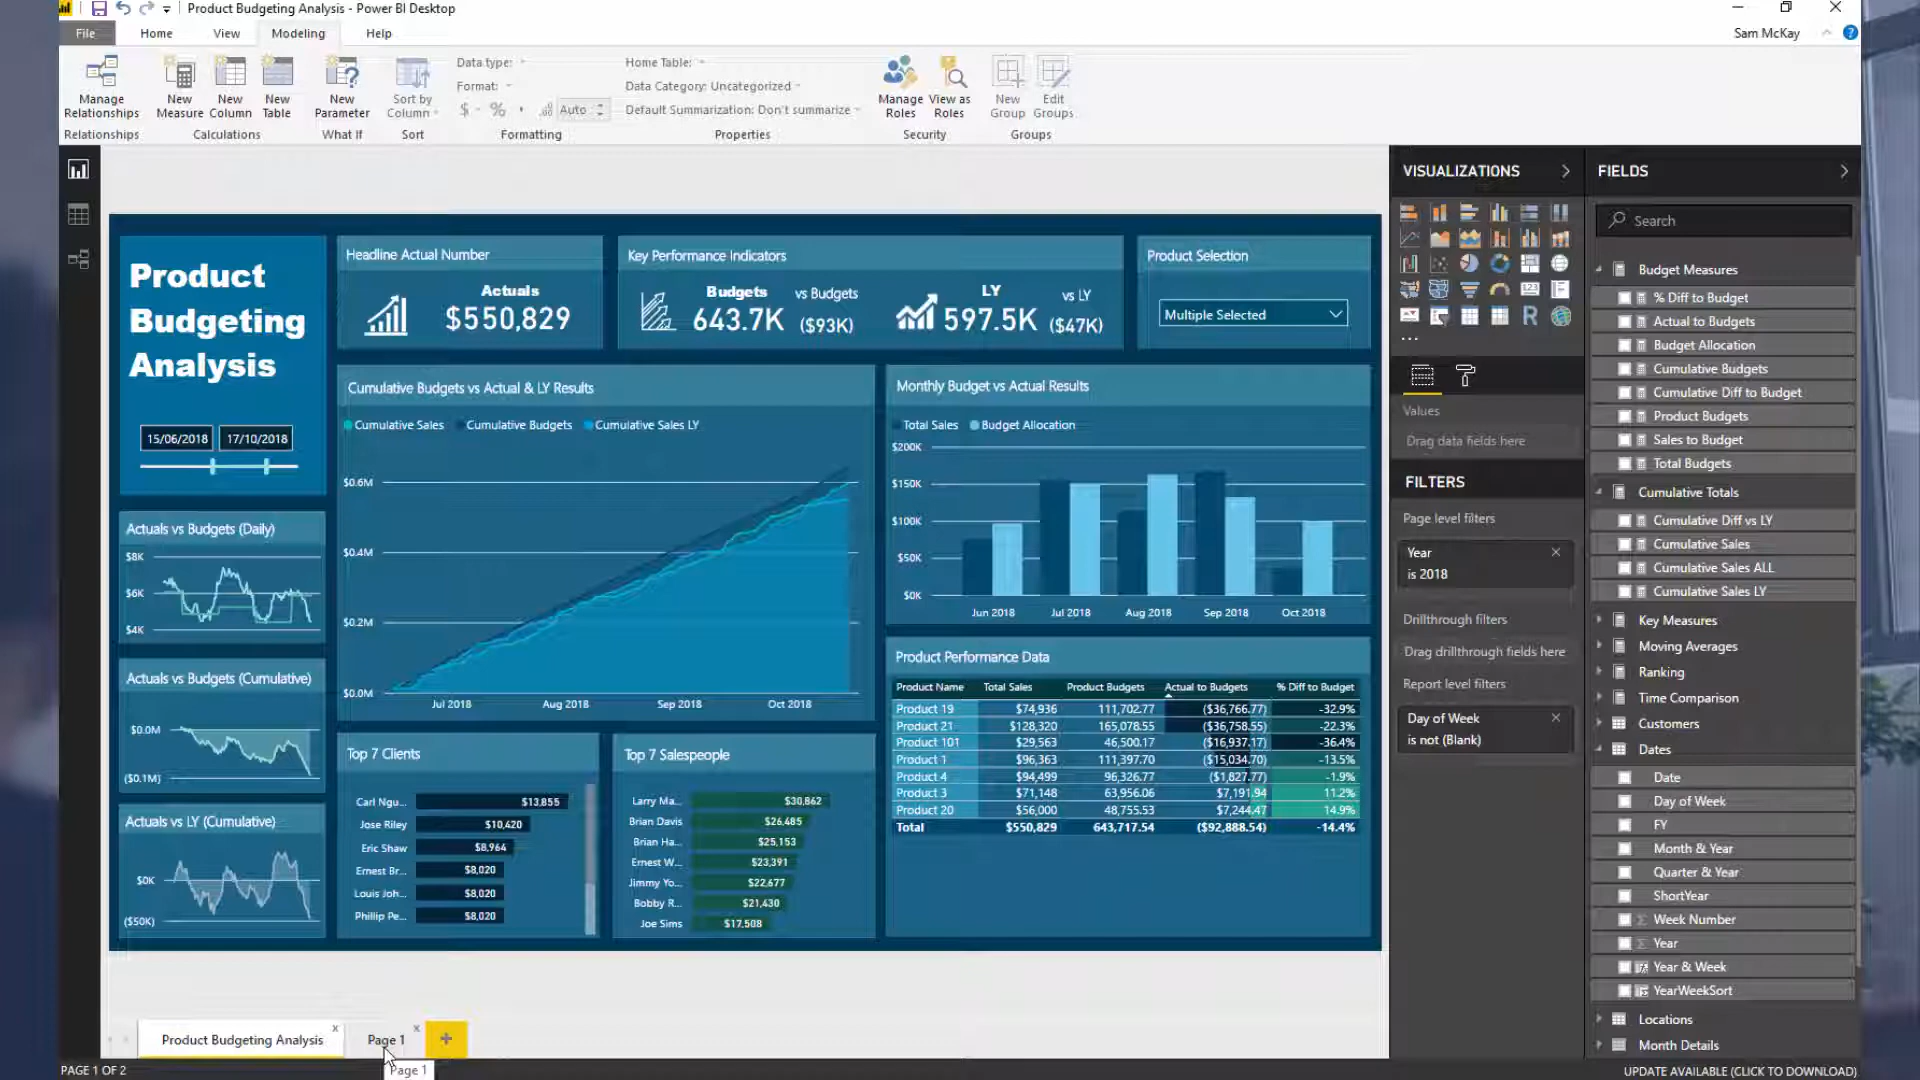 Product Budgeting Analysis - Power BI Desktop
File
Home
View
Modeling
Help
Sam McKay
?
Manage
Relationships
New
Measure
New
Column
New
Table
New
Parameter
Sort by
Column
Data type:
Format:
$
%
Auto
Home Table:
Data Category: Uncategorized
Default Summarization: Don't summarize
Manage
Roles
View as
Roles
New
Group
Edit
Groups
Relationships
Calculations
What If
Sort
Formatting
Properties
Security
Groups
Product
Budgeting
Analysis
15/06/2018
17/10/2018
Headline Actual Number
Actuals
$550,829
Key Performance Indicators
Budgets
643.7K
vs Budgets
($93K)
LY
597.5K
vs LY
($47K)
Product Selection
Multiple Selected
Actuals vs Budgets (Daily)
$8K
$6K
$4K
Actuals vs Budgets (Cumulative)
$0.0M
($0.1M)
Actuals vs LY (Cumulative)
$0K
($50K)
Cumulative Budgets vs Actual & LY Results
Cumulative Sales
Cumulative Budgets
Cumulative Sales LY
$0.6M
$0.4M
$0.2M
$0.0M
Jul 2018
Aug 2018
Sep 2018
Oct 2018
Top 7 Clients
Carl Ngu... $13,855
Jose Riley $10,420
Eric Shaw $8,964
Ernest Br... $8,020
Louis Joh... $8,020
Phillip Pe... $8,020
Top 7 Salespeople
Larry Ma... $30,862
Brian Davis $26,485
Brian Ha... $25,153
Ernest W... $23,391
Jimmy Yo... $22,677
Bobby R... $21,430
Joe Sims $17,508
Monthly Budget vs Actual Results
Total Sales
Budget Allocation
$200K
$150K
$100K
$50K
$0K
Jun 2018
Jul 2018
Aug 2018
Sep 2018
Oct 2018
Product Performance Data
Product Name Total Sales Product Budgets Actual to Budgets % Diff to Budget
Product 19 $74,936 111,702.77 ($36,766.77) -32.9%
Product 21 $128,320 165,078.55 ($36,758.55) -22.3%
Product 101 $29,563 46,500.17 ($16,937.17) -36.4%
Product 1 $96,363 111,397.70 ($15,034.70) -13.5%
Product 4 $94,499 96,326.77 ($1,827.77) -1.9%
Product 3 $71,148 63,956.06 $7,191.94 11.2%
Product 20 $56,000 48,755.53 $7,244.47 14.9%
Total $550,829 643,717.54 ($92,888.54) -14.4%
VISUALIZATIONS
R
123
...
Values
Drag data fields here
FILTERS
Page level filters
Year
is 2018
Drillthrough filters
Drag drillthrough fields here
Report level filters
Day of Week
is not (Blank)
FIELDS
Search
Budget Measures
% Diff to Budget
Actual to Budgets
Budget Allocation
Cumulative Budgets
Cumulative Diff to Budget
Product Budgets
Sales to Budget
Total Budgets
Cumulative Totals
Cumulative Diff vs LY
Cumulative Sales
Cumulative Sales ALL
Cumulative Sales LY
Key Measures
Moving Averages
Ranking
Time Comparison
Customers
Dates
Date
Day of Week
FY
Month & Year
Quarter & Year
ShortYear
Week Number
Year
Year & Week
YearWeekSort
Locations
Month Details
Product Budgeting Analysis
Page 1
+
Page 1
PAGE 1 OF 2
UPDATE AVAILABLE (CLICK TO DOWNLOAD)